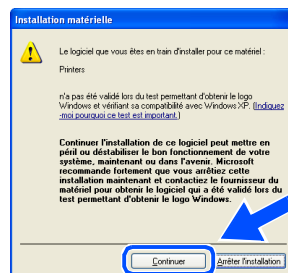 Installation matérielle
Le logiciel que vous êtes en train d'installer pour ce matériel :
Printers
n'a pas été validé lors du test permettant d'obtenir le logo
Windows et vérifiant sa compatibilité avec Windows XP. (Indiquez
-moi pourquoi ce test est important.)
Continuer l'installation de ce logiciel peut mettre en
péril ou déstabiliser le bon fonctionnement de votre
système, maintenant ou dans l'avenir. Microsoft
recommande fortement que vous arrêtiez cette
installation maintenant et contactiez le fournisseur du
matériel pour obtenir le logiciel qui a été validé lors du
test permettant d'obtenir le logo Windows.
Continuer
Arrêter l'installation